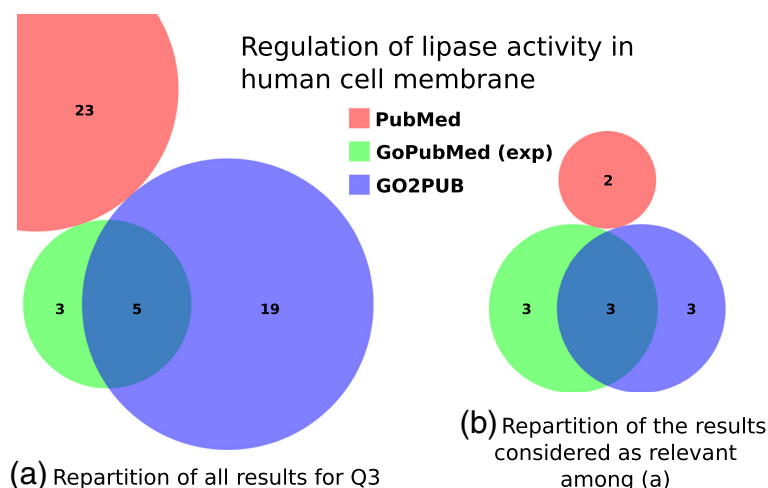 Regulation of lipase activity in
human cell membrane
PubMed
GoPubMed (exp)
GO2PUB
23
3
5
19
2
3
3
3
(a) Repartition of all results for Q3
(b) Repartition of the results
considered as relevant
among (a)